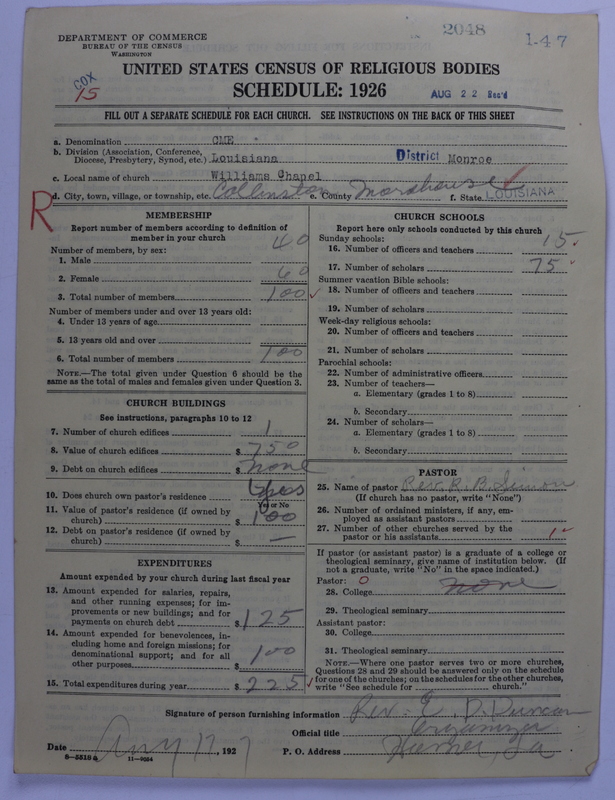 2048
1-47
DEPARTMENT OF COMMERCE
BUREAU OF THE CENSUS
WASHINGTON
UNITED STATES CENSUS OF RELIGIOUS BODIES
SCHEDULE: 1926
COX
15
AUG 22 Rec'd
FILL OUT A SEPARATE SCHEDULE FOR EACH CHURCH. SEE INSTRUCTIONS ON THE BACK OF THIS SHEET
a. Denomination CME
b. Division (Association, Conference, Diocese, Presbytery, Synod, etc.) Louisiana District Monroe
c. Local name of church Williams Chapel
d. City, town, village, or township, etc. Collinston e. County Morehouse f. State LOUISIANA
R
MEMBERSHIP
Report number of members according to definition of
member in your church
Number of members, by sex:
1. Male 40
2. Female 60
3. Total number of members 100
Number of members under and over 13 years old:
4. Under 13 years of age
5. 13 years old and over
6. Total number of members 100
NOTE.—The total given under Question 6 should be
same as the total of males and females given under Question 3.
CHURCH BUILDINGS
See instructions, paragraphs 10 to 12
7. Number of church edifices 1
8. Value of church edifices $ 750
9. Debt on church edifices $ none
10. Does church own pastor's residence yes
Yes or No
11. Value of pastor's residence (if owned by
church) $ 100
12. Debt on pastor's residence (if owned by
church) $ —
EXPENDITURES
Amount expended by your church during last fiscal year
13. Amount expended for salaries, repairs,
and other running expenses; for im-
provements or new buildings; and for
payments on church debt $ 125
14. Amount expended for benevolences, in-
cluding home and foreign missions; for
denominational support; and for all
other purposes $ 100
15. Total expenditures during year $ 225
CHURCH SCHOOLS
Report here only schools conducted by this church
Sunday schools:
16. Number of officers and teachers 15
17. Number of scholars 75
Summer vacation Bible schools:
18. Number of officers and teachers
19. Number of scholars
Week-day religious schools:
20. Number of officers and teachers
21. Number of scholars
Parochial schools:
22. Number of administrative officers
23. Number of teachers—
a. Elementary (grades 1 to 8)
b. Secondary
24. Number of scholars—
a. Elementary (grades 1 to 8)
b. Secondary
PASTOR
25. Name of pastor Rev. R. B. Simon
(If church has no pastor, write "None")
26. Number of ordained ministers, if any, em-
ployed as assistant pastors
27. Number of other churches served by the
pastor or his assistants 1
If pastor (or assistant pastor) is a graduate of a college or
theological seminary, give name of institution below. (If
not a graduate, write "No" in the space indicated.)
Pastor: 0
28. College none
29. Theological seminary
Assistant pastor:
30. College
31. Theological seminary
NOTE.—Where one pastor serves two or more churches,
Questions 28 and 29 should be answered only on the schedule
for one of the churches; on the schedules for the other churches,
write "See schedule for church."
Signature of person furnishing information Rev. E. D. Duncan
Official title Organizer
Date Aug 17, 1927 P. O. Address Homer, La
8-5518a 11-9034